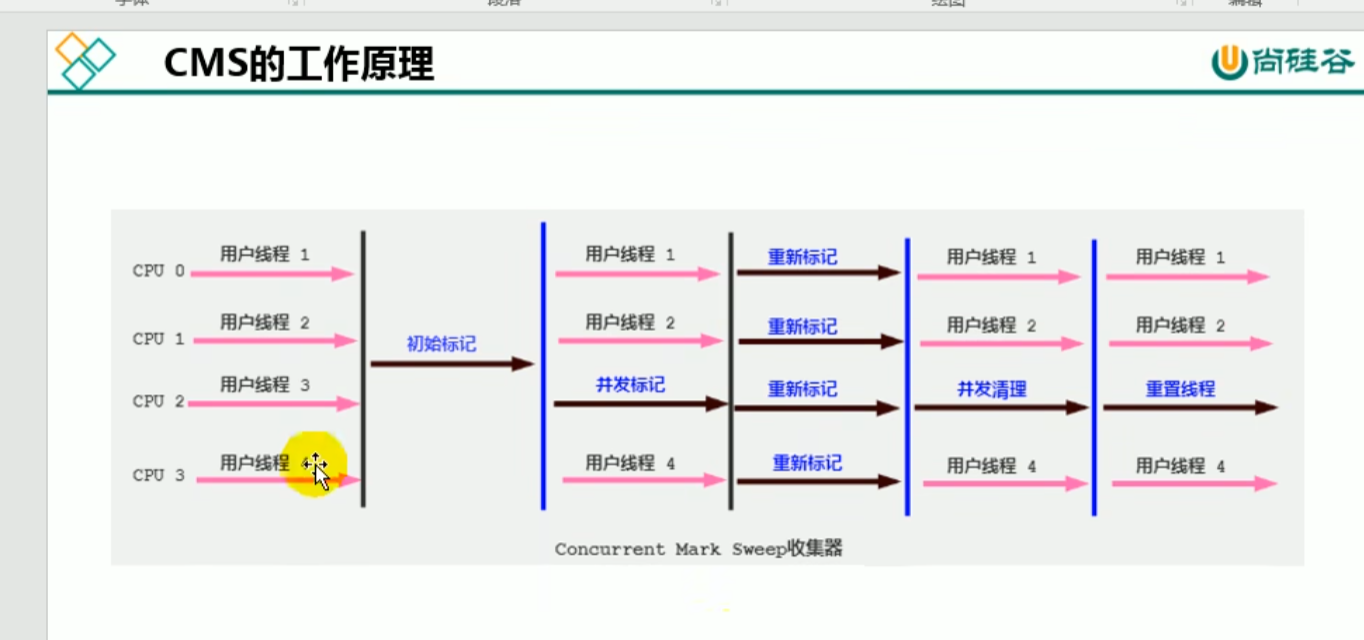 CMS的工作原理
尚硅谷
CPU 0 用户线程 1 用户线程 1 重新标记 用户线程 1 用户线程 1
CPU 1 用户线程 2 初始标记 用户线程 2 重新标记 用户线程 2 用户线程 2
CPU 2 用户线程 3 并发标记 重新标记 并发清理 重置线程
CPU 3 用户线程 4 用户线程 4 重新标记 用户线程 4 用户线程 4
Concurrent Mark Sweep收集器